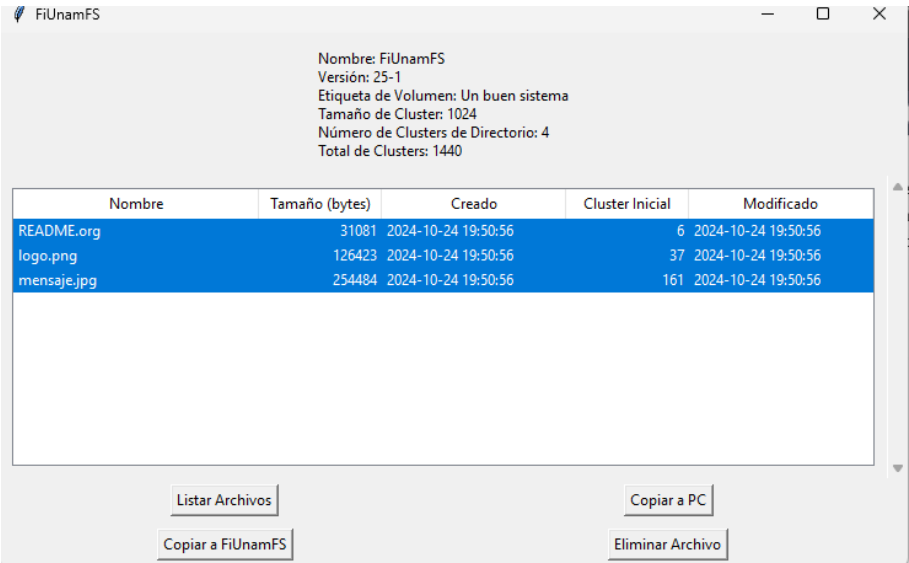 FiUnamFS
Nombre: FiUnamFS
Versión: 25-1
Etiqueta de Volumen: Un buen sistema
Tamaño de Cluster: 1024
Número de Clusters de Directorio: 4
Total de Clusters: 1440
Nombre Tamaño (bytes) Creado Cluster Inicial Modificado
README.org 31081 2024-10-24 19:50:56 6 2024-10-24 19:50:56
logo.png 126423 2024-10-24 19:50:56 37 2024-10-24 19:50:56
mensaje.jpg 254484 2024-10-24 19:50:56 161 2024-10-24 19:50:56
Listar Archivos Copiar a PC
Copiar a FiUnamFS Eliminar Archivo